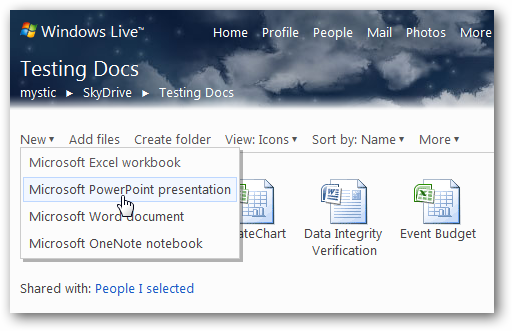 Windows Live™ Home Profile People Mail Photos More
Testing Docs
mystic ▸ SkyDrive ▸ Testing Docs
New ▾ Add files Create folder View: Icons ▾ Sort by: Name ▾ More ▾
Microsoft Excel workbook
Microsoft PowerPoint presentation
Microsoft Word document
Microsoft OneNote notebook
ateChart Data Integrity Event Budget
Verification
Shared with: People I selected